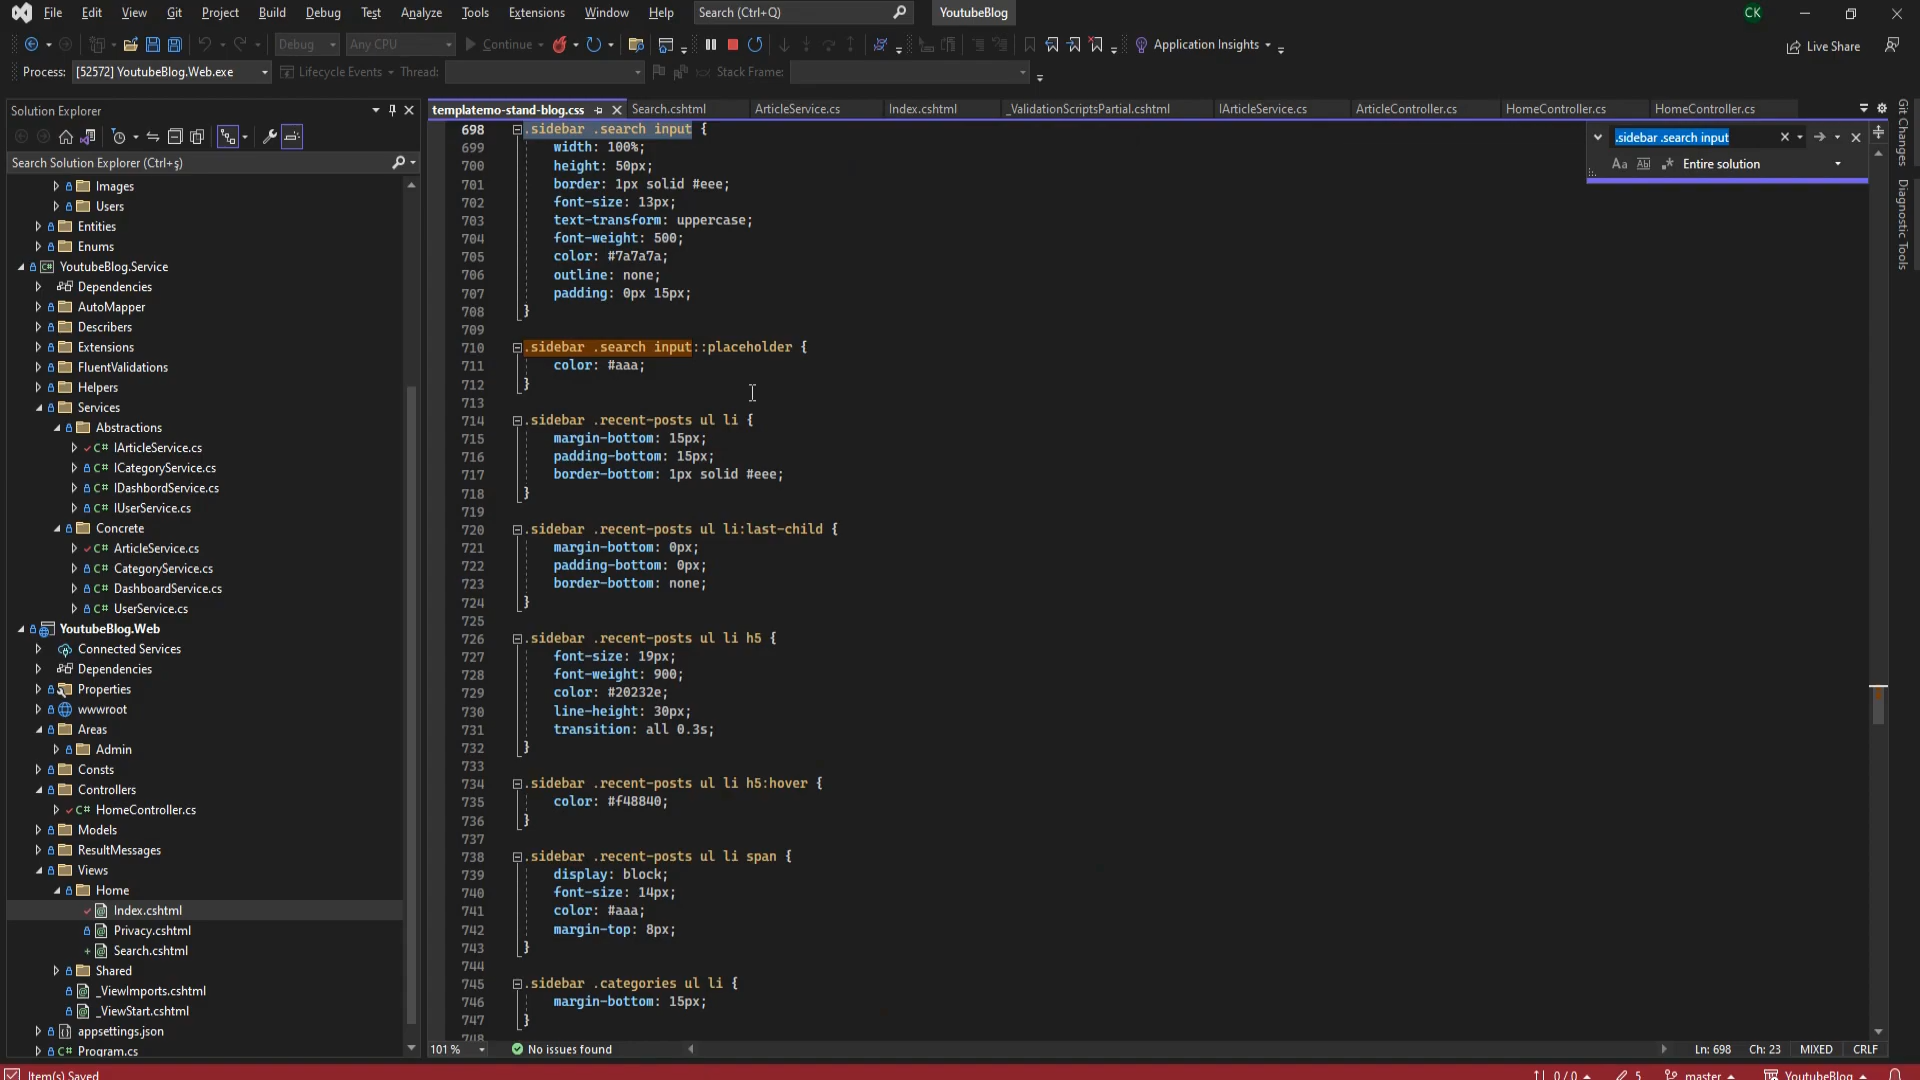 File Edit View Git Project Build Debug Test Analyze Tools Extensions Window Help Search (Ctrl+Q) YoutubeBlog CK
Debug Any CPU Continue Application Insights Live Share
Process: [52572] YoutubeBlog.Web.exe Lifecycle Events Thread: Stack Frame:
Solution Explorer
Search Solution Explorer (Ctrl+ş)
Images
Users
Entities
Enums
YoutubeBlog.Service
Dependencies
AutoMapper
Describers
Extensions
FluentValidations
Helpers
Services
Abstractions
C# IArticleService.cs
C# ICategoryService.cs
C# IDashbordService.cs
C# IUserService.cs
Concrete
C# ArticleService.cs
C# CategoryService.cs
C# DashboardService.cs
C# UserService.cs
YoutubeBlog.Web
Connected Services
Dependencies
Properties
wwwroot
Areas
Admin
Consts
Controllers
C# HomeController.cs
Models
ResultMessages
Views
Home
Index.cshtml
Privacy.cshtml
Search.cshtml
Shared
_ViewImports.cshtml
_ViewStart.cshtml
appsettings.json
Program.cs
templatemo-stand-blog.css Search.cshtml ArticleService.cs Index.cshtml _ValidationScriptsPartial.cshtml IArticleService.cs ArticleController.cs HomeController.cs HomeController.cs
698 .sidebar .search input {
699 width: 100%;
700 height: 50px;
701 border: 1px solid #eee;
702 font-size: 13px;
703 text-transform: uppercase;
704 font-weight: 500;
705 color: #7a7a7a;
706 outline: none;
707 padding: 0px 15px;
708 }
709
710 .sidebar .search input::placeholder {
711 color: #aaa;
712 }
713
714 .sidebar .recent-posts ul li {
715 margin-bottom: 15px;
716 padding-bottom: 15px;
717 border-bottom: 1px solid #eee;
718 }
719
720 .sidebar .recent-posts ul li:last-child {
721 margin-bottom: 0px;
722 padding-bottom: 0px;
723 border-bottom: none;
724 }
725
726 .sidebar .recent-posts ul li h5 {
727 font-size: 19px;
728 font-weight: 900;
729 color: #20232e;
730 line-height: 30px;
731 transition: all 0.3s;
732 }
733
734 .sidebar .recent-posts ul li h5:hover {
735 color: #f48840;
736 }
737
738 .sidebar .recent-posts ul li span {
739 display: block;
740 font-size: 14px;
741 color: #aaa;
742 margin-top: 8px;
743 }
744
745 .sidebar .categories ul li {
746 margin-bottom: 15px;
747 }
748
.sidebar .search input
Aa Ab Entire solution
Git Changes
Diagnostic Tools
101 % No issues found Ln: 698 Ch: 23 MIXED CRLF
Item(s) Saved 0 / 0 5 master YoutubeBlog